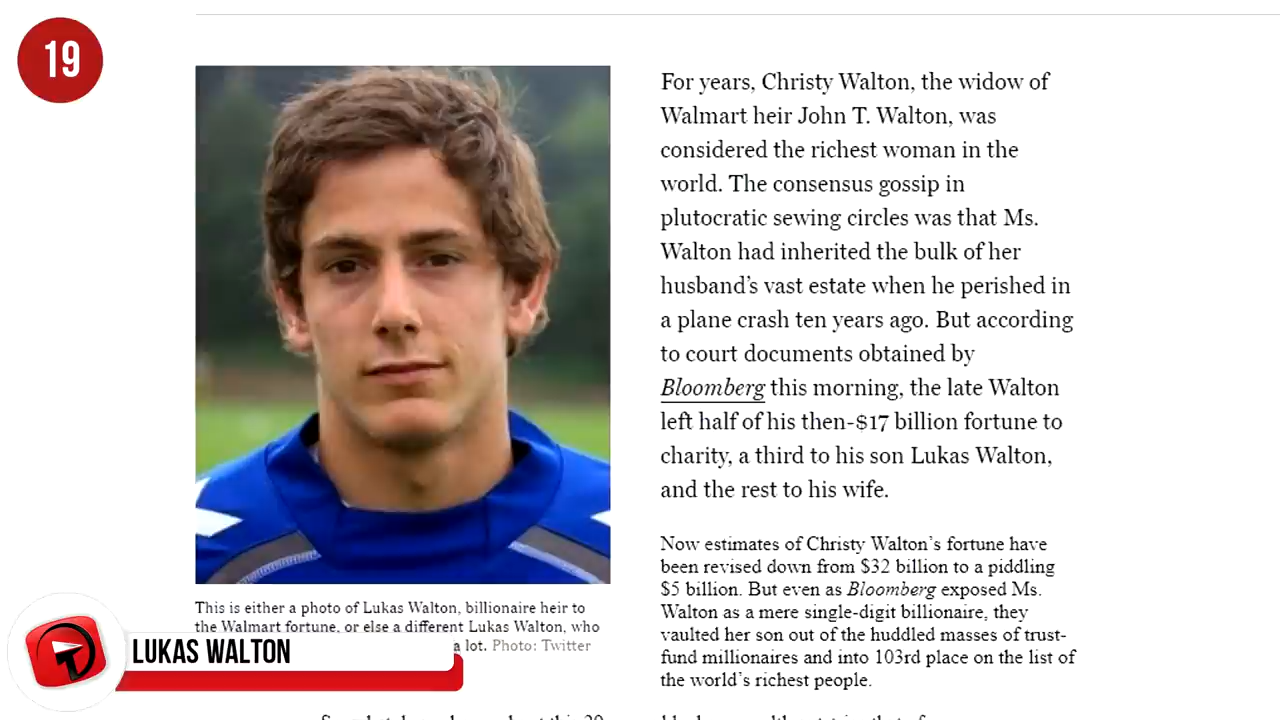 19
For years, Christy Walton, the widow of
Walmart heir John T. Walton, was
considered the richest woman in the
world. The consensus gossip in
plutocratic sewing circles was that Ms.
Walton had inherited the bulk of her
husband’s vast estate when he perished in
a plane crash ten years ago. But according
to court documents obtained by
Bloomberg this morning, the late Walton
left half of his then-$17 billion fortune to
charity, a third to his son Lukas Walton,
and the rest to his wife.
Now estimates of Christy Walton’s fortune have
been revised down from $32 billion to a piddling
$5 billion. But even as Bloomberg exposed Ms.
Walton as a mere single-digit billionaire, they
vaulted her son out of the huddled masses of trust-
fund millionaires and into 103rd place on the list of
the world’s richest people.
This is either a photo of Lukas Walton, billionaire heir to
the Walmart fortune, or else a different Lukas Walton, who
a lot. Photo: Twitter
LUKAS WALTON